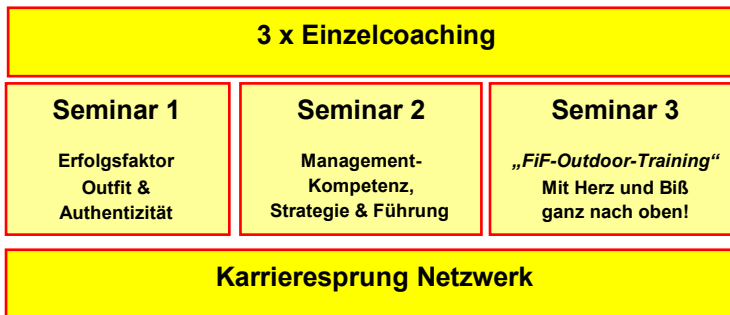 3 x Einzelcoaching
Seminar 1
Erfolgsfaktor
Outfit &
Authentizität
Seminar 2
Management-
Kompetenz,
Strategie & Führung
Seminar 3
„FiF-Outdoor-Training“
Mit Herz und Biß
ganz nach oben!
Karrieresprung Netzwerk